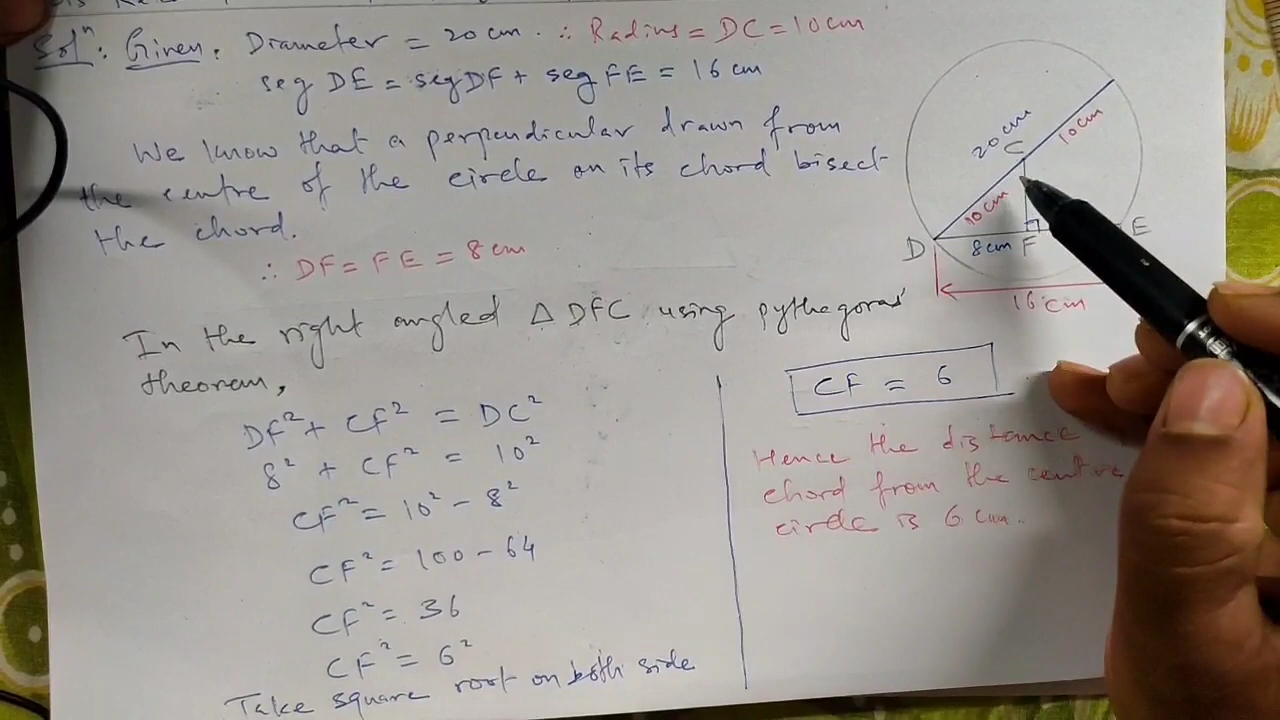 Solⁿ: Given: Diameter = 20 cm. ∴ Radius = DC = 10 cm
seg DE = seg DF + seg FE = 16 cm
We know that a perpendicular drawn from
the centre of the circle on its chord bisect
the chord.
∴ DF = FE = 8 cm
In the right angled Δ DFC using pythagoras'
theorem,
DF² + CF² = DC²
8² + CF² = 10²
CF² = 10² - 8²
CF² = 100 - 64
CF² = 36
CF² = 6²
Take square root on both side
CF = 6
Hence the distance
chord from the centre
circle is 6 cm.
20 cm
C
10 cm
10 cm
D
8 cm
F
E
16 cm